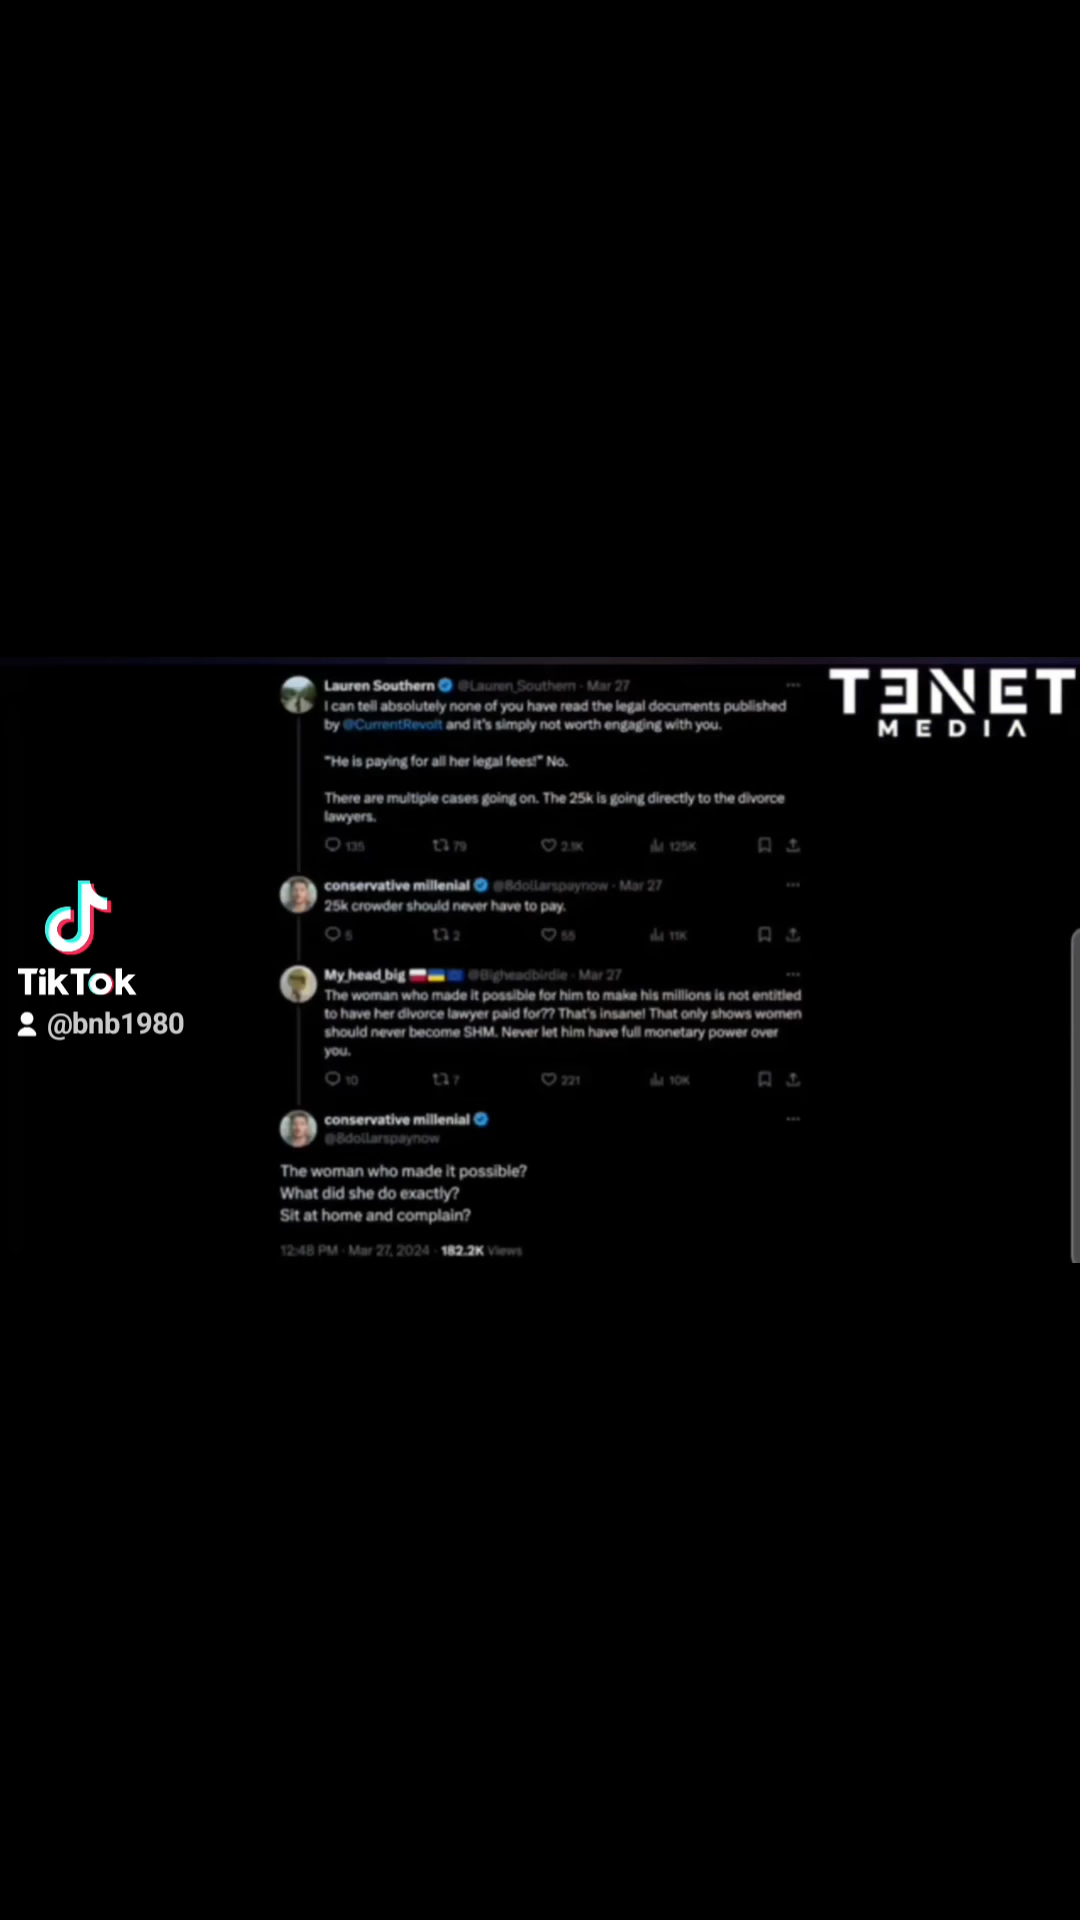 TENET
MEDIA
Lauren Southern @Lauren_Southern · Mar 27
I can tell absolutely none of you have read the legal documents published
by @CurrentRevolt and it's simply not worth engaging with you.
"He is paying for all her legal fees!" No.
There are multiple cases going on. The 25k is going directly to the divorce
lawyers.
135 79 2.1K 125K
conservative millenial @8dollarspaynow · Mar 27
25k crowder should never have to pay.
5 2 55 11K
My_head_big @Bigheadbirdie · Mar 27
The woman who made it possible for him to make his millions is not entitled
to have her divorce lawyer paid for?? That's insane! That only shows women
should never become SHM. Never let him have full monetary power over
you.
10 7 221 10K
conservative millenial
@8dollarspaynow
The woman who made it possible?
What did she do exactly?
Sit at home and complain?
12:48 PM · Mar 27, 2024 · 182.2K Views
TikTok
@bnb1980